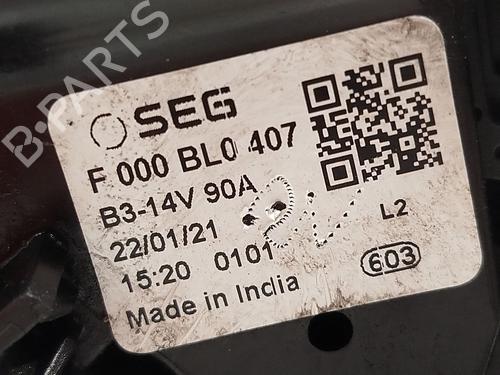 B-PARTS
SEG
F 000 BL0 407
B3-14V 90A
22/01/21
15:20 0101
L2
603
Made in India